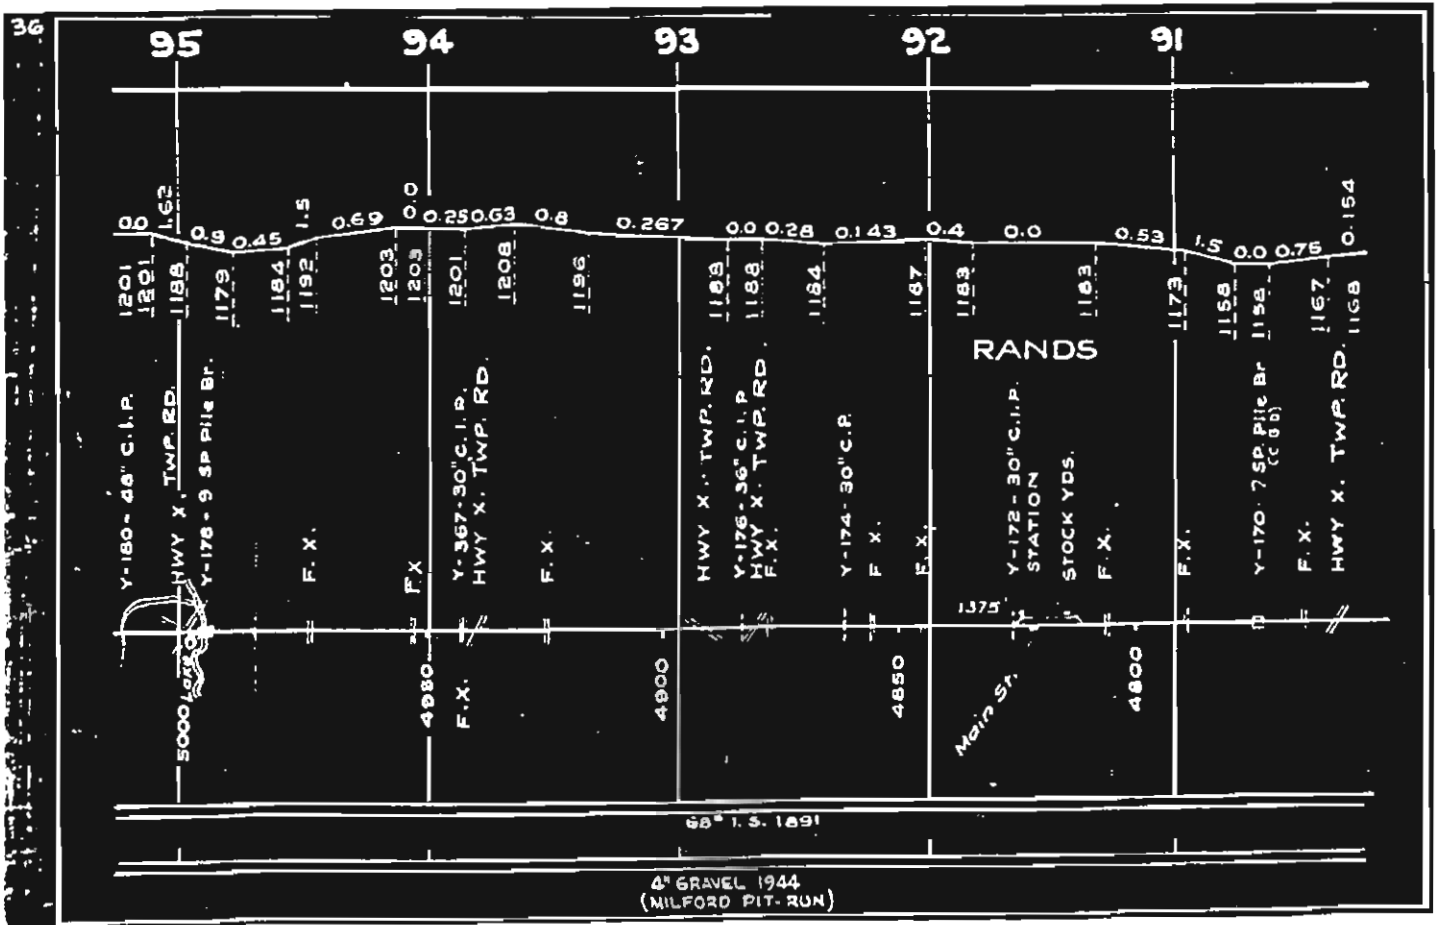 36
95 94 93 92 91
0.0 1.62 0.9 0.45 1.5 0.69 0.0 0.25 0.63 0.8 0.267 0.0 0.28 0.143 0.4 0.0 0.53 1.5 0.0 0.75 0.154
1201 1201 1188 1179 1184 1192 1203 1203 1201 1208 1196 1188 1188 1184 1187 1183 1183 1173 1158 1158 1167 1168
RANDS
Y-180-48" C.I.P.
HWY X. TWP. RD.
Y-178-9 SP Pile Br.
F.X.
F.X
Y-367-30" C.I.P.
HWY X. TWP. RD.
F.X.
HWY X. TWP. RD.
Y-176-36" C.I.P
HWY X. TWP. RD.
F.X.
Y-174-30" C.P.
F.X.
F.X.
Y-172-30" C.I.P.
STATION
STOCK YDS.
F.X.
F.X.
Y-170-7 SP. Pile Br
F.X.
HWY X. TWP. RD.
1375'
5000
4950
F.X.
4900
4850
Main St.
4800
68# I.S. 1891
4" GRAVEL 1944
(MILFORD PIT-RUN)